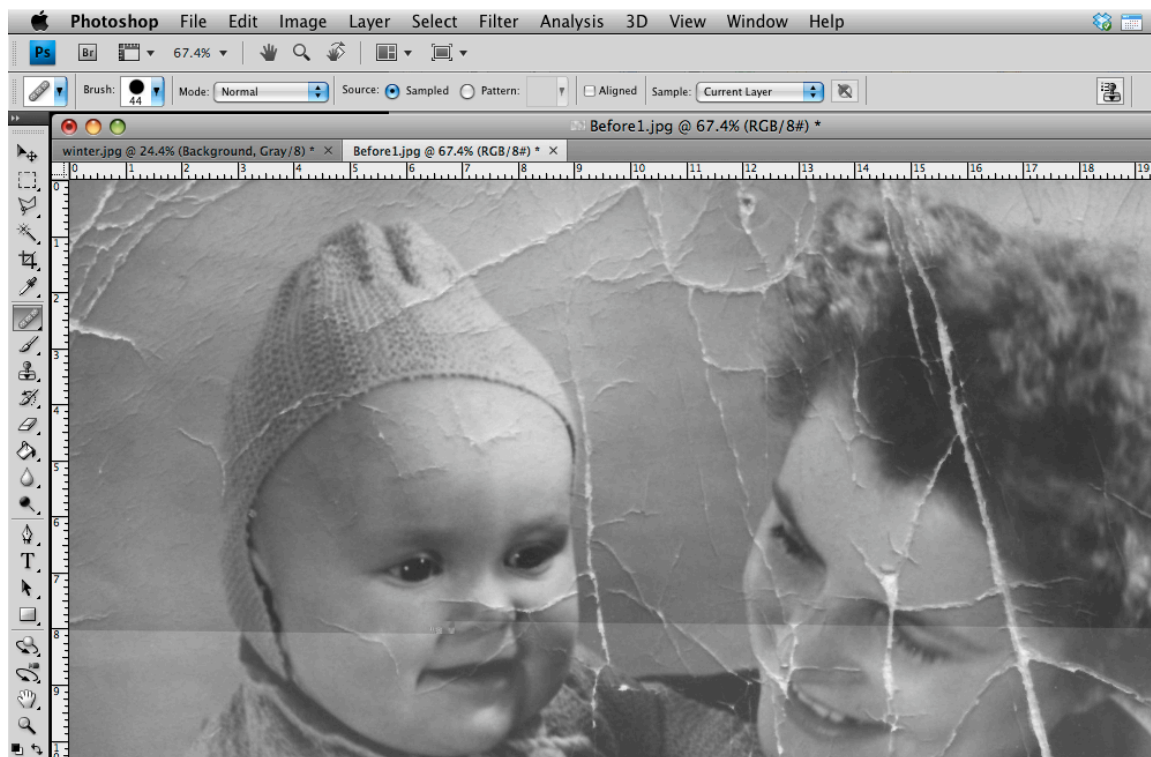 Photoshop File Edit Image Layer Select Filter Analysis 3D View Window Help
Ps Br 67.4%
Brush: 44 Mode: Normal Source: Sampled Pattern: Aligned Sample: Current Layer
Before1.jpg @ 67.4% (RGB/8#) *
winter.jpg @ 24.4% (Background, Gray/8) * × Before1.jpg @ 67.4% (RGB/8#) * ×
0 1 2 3 4 5 6 7 8 9 10 11 12 13 14 15 16 17 18 19
0
1
2
3
4
5
6
T
7
8
9
10